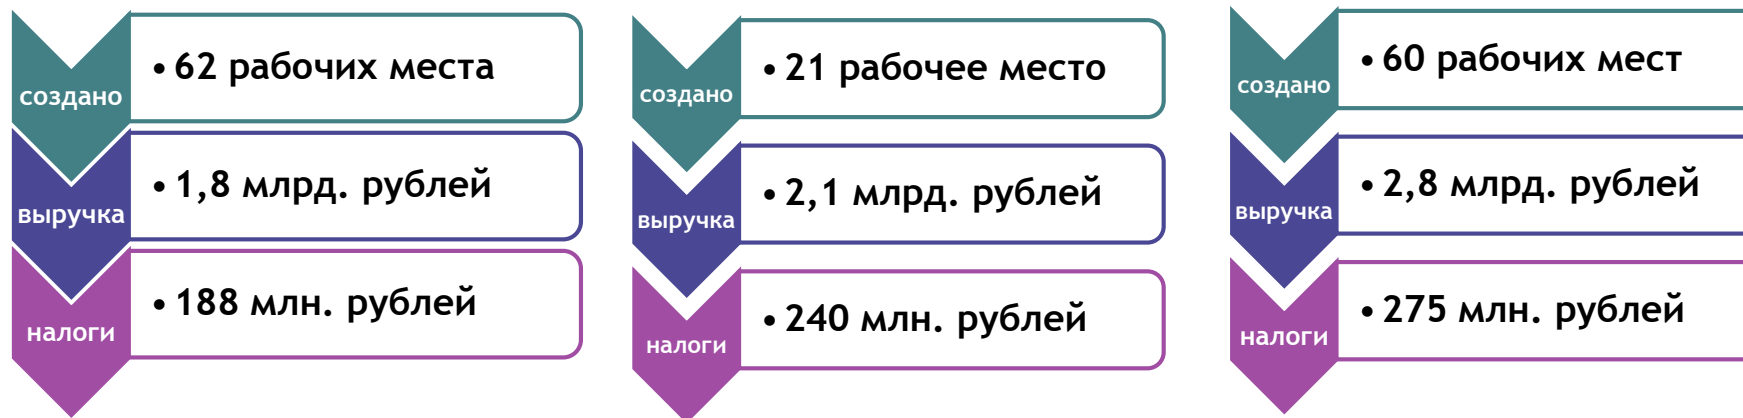 создано
• 62 рабочих места
выручка
• 1,8 млрд. рублей
налоги
• 188 млн. рублей
создано
• 21 рабочее место
выручка
• 2,1 млрд. рублей
налоги
• 240 млн. рублей
создано
• 60 рабочих мест
выручка
• 2,8 млрд. рублей
налоги
• 275 млн. рублей